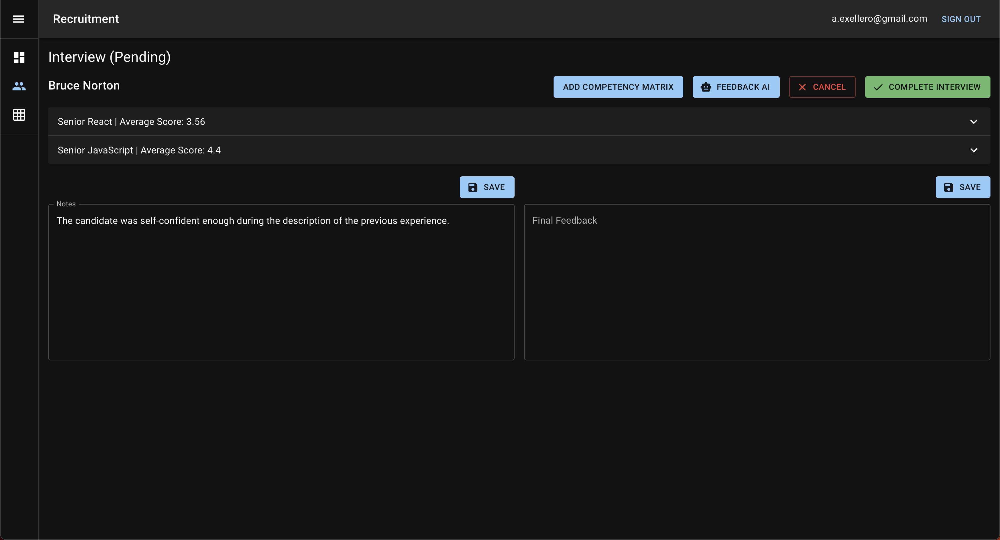 Recruitment
a.exellero@gmail.com
SIGN OUT
Interview (Pending)
Bruce Norton
ADD COMPETENCY MATRIX
FEEDBACK AI
CANCEL
COMPLETE INTERVIEW
Senior React | Average Score: 3.56
Senior JavaScript | Average Score: 4.4
SAVE
SAVE
Notes
The candidate was self-confident enough during the description of the previous experience.
Final Feedback